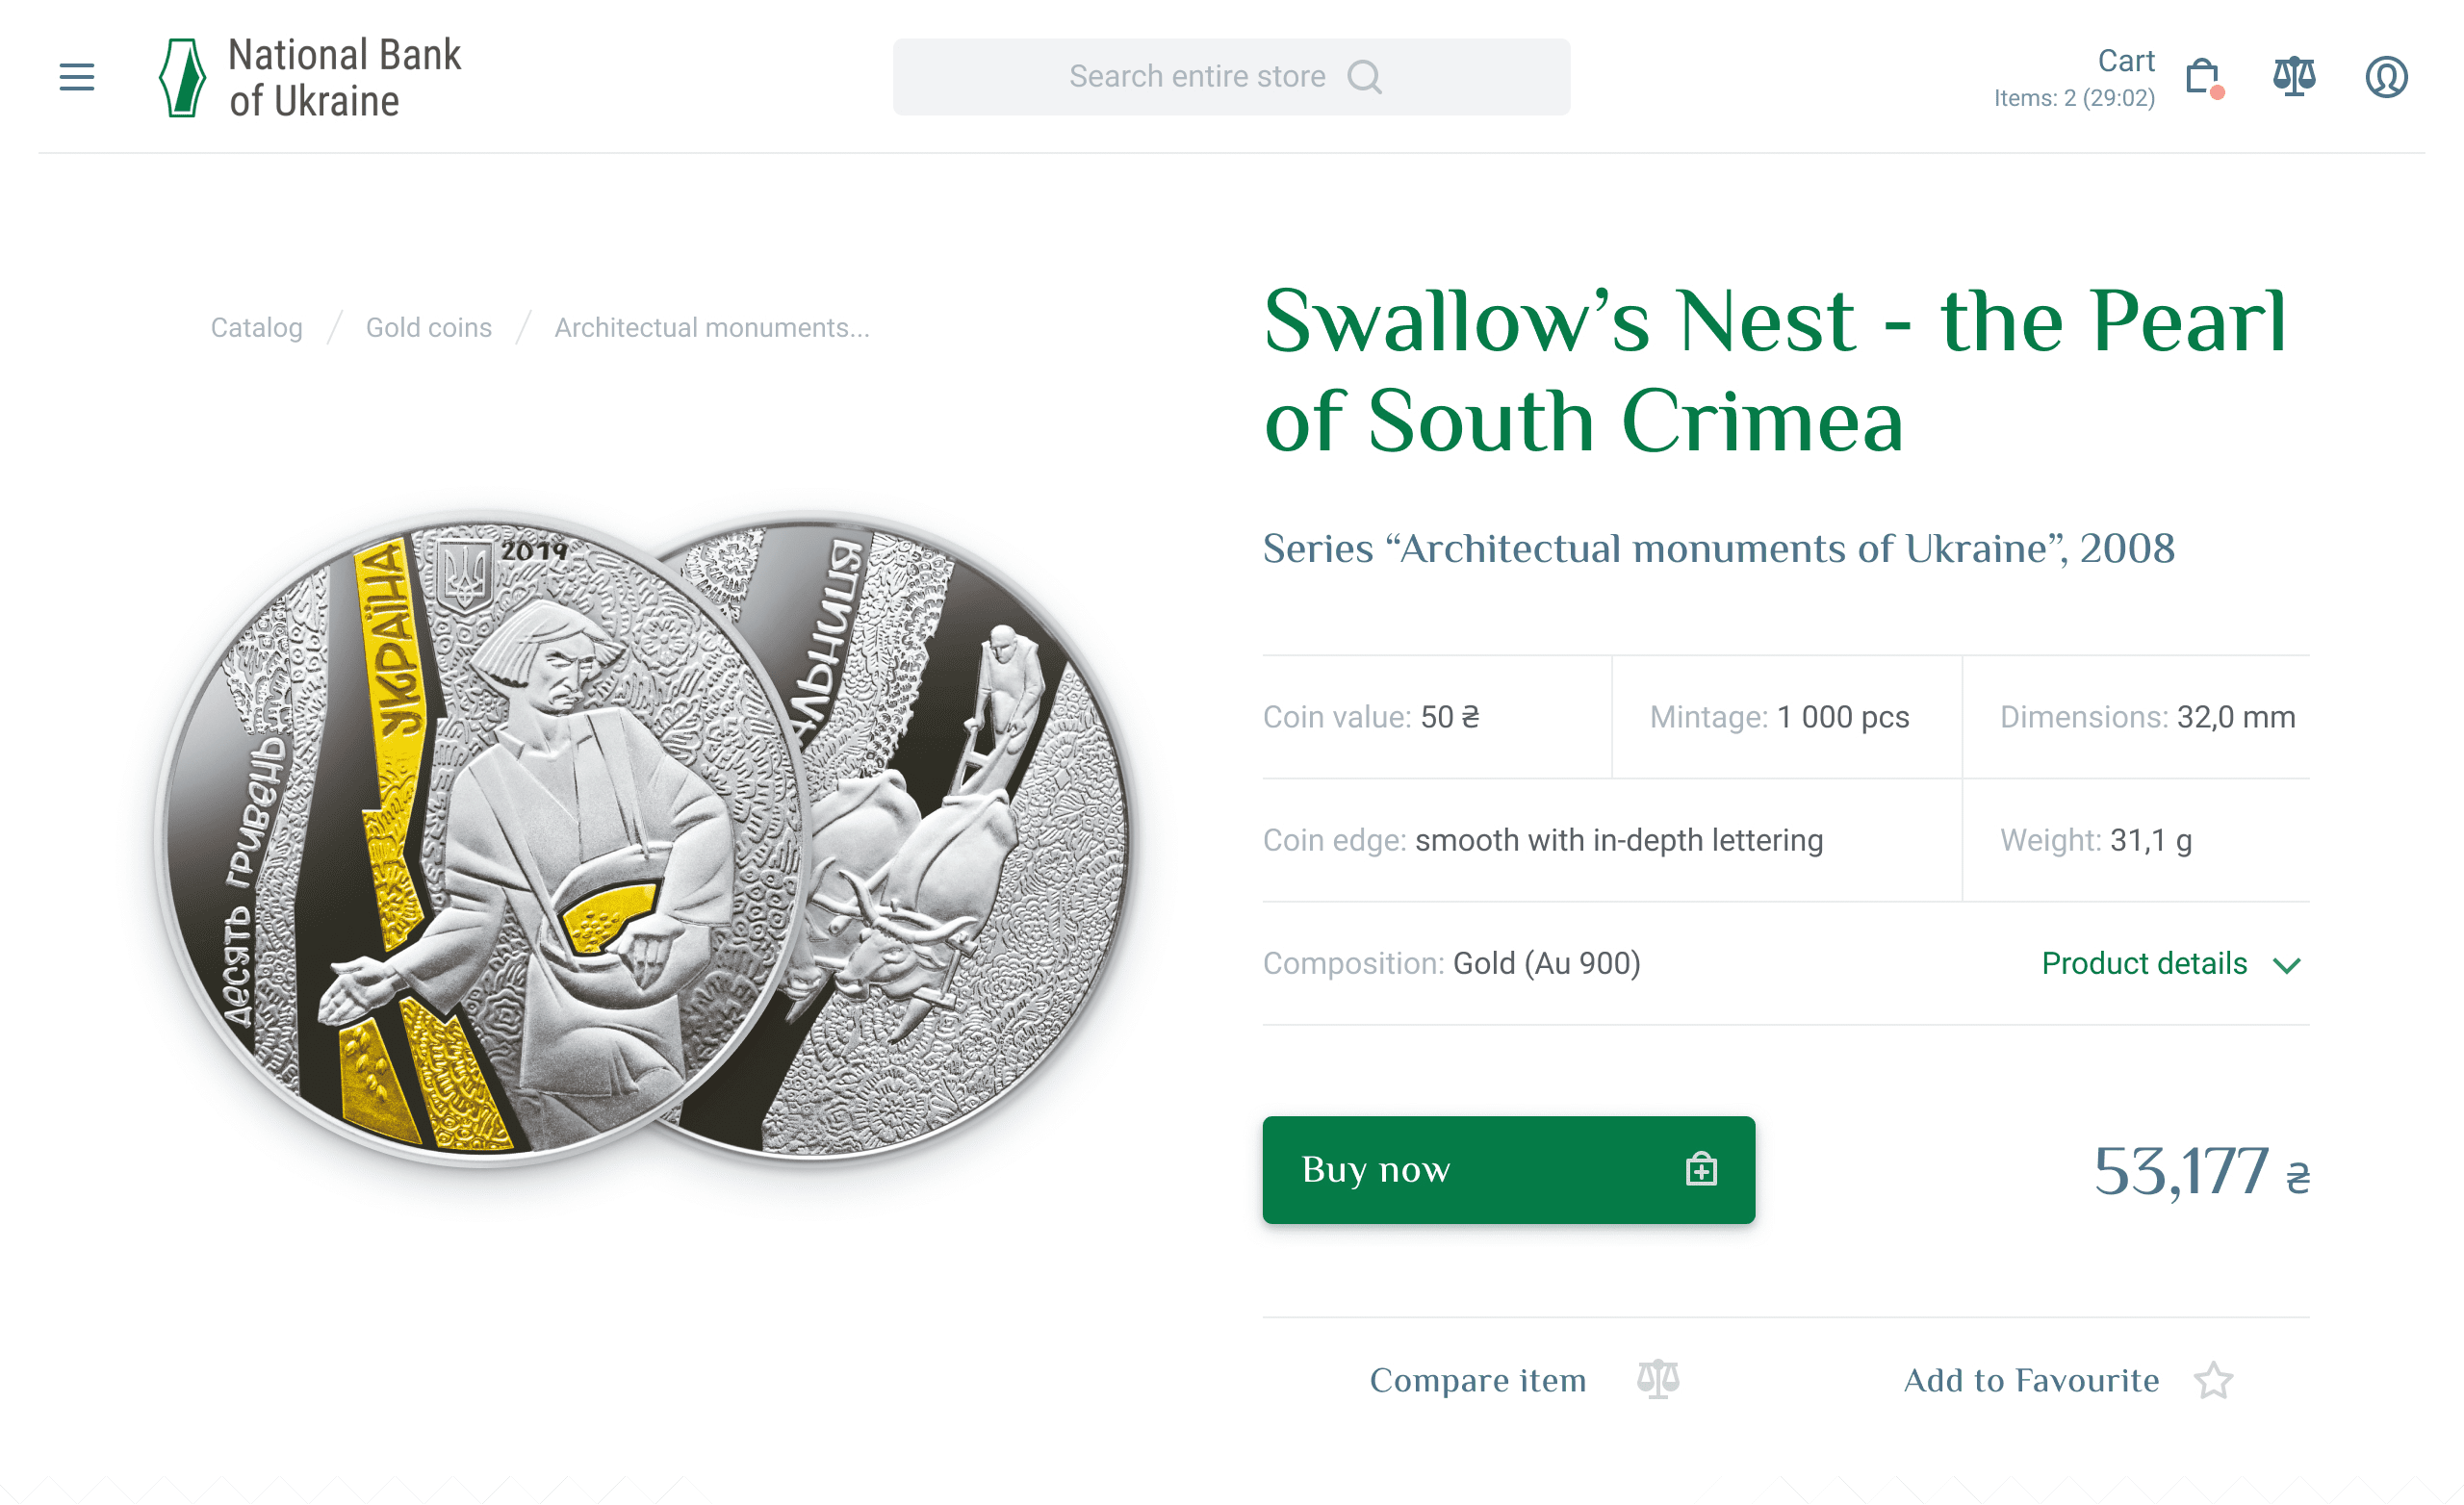 National Bank
of Ukraine
Search entire store
Cart
Items: 2 (29:02)
Catalog / Gold coins / Architectual monuments...
Swallow’s Nest - the Pearl
of South Crimea
Series “Architectual monuments of Ukraine”, 2008
Coin value: 50 ₴
Mintage: 1 000 pcs
Dimensions: 32,0 mm
Coin edge: smooth with in-depth lettering
Weight: 31,1 g
Composition: Gold (Au 900)
Product details
Buy now
53,177 ₴
Compare item
Add to Favourite
2019
УКРАЇНА
ДЕСЯТЬ ГРИВЕНЬ
АЛЬНИЦЯ